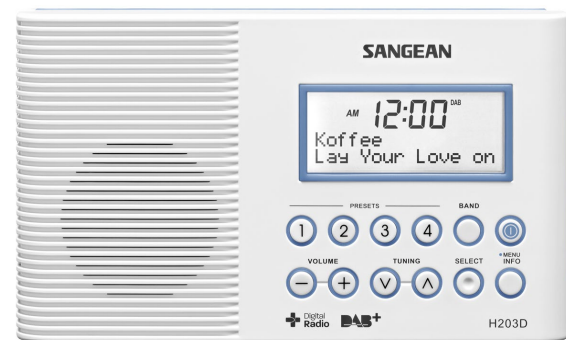 SANGEAN
AM 12:00 DAB
Koffee
Lay Your Love on
PRESETS BAND
1 2 3 4
VOLUME TUNING SELECT MENU INFO
− + ∨ ∧
Digital Radio DAB+
H203D